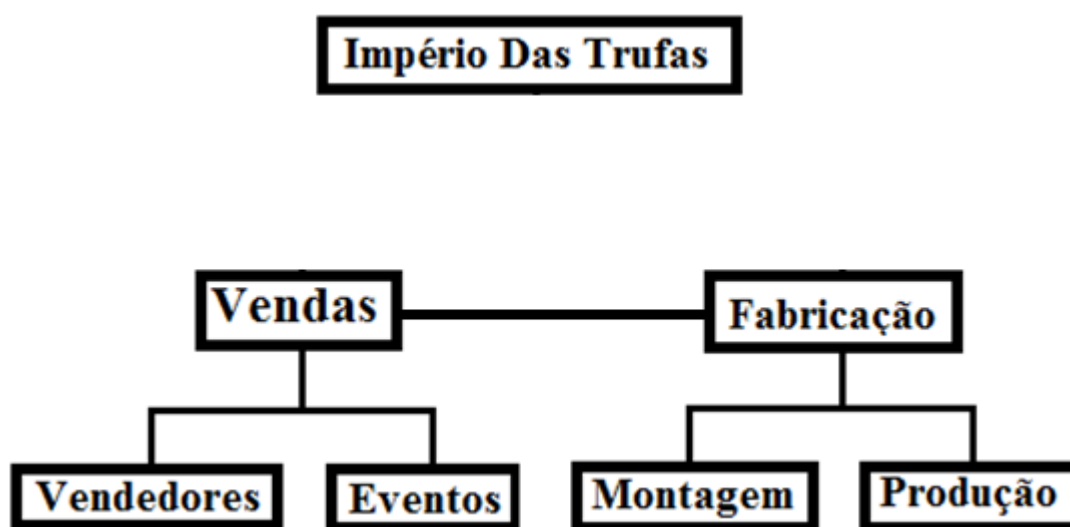 Império Das Trufas
Vendas
Fabricação
Vendedores
Eventos
Montagem
Produção